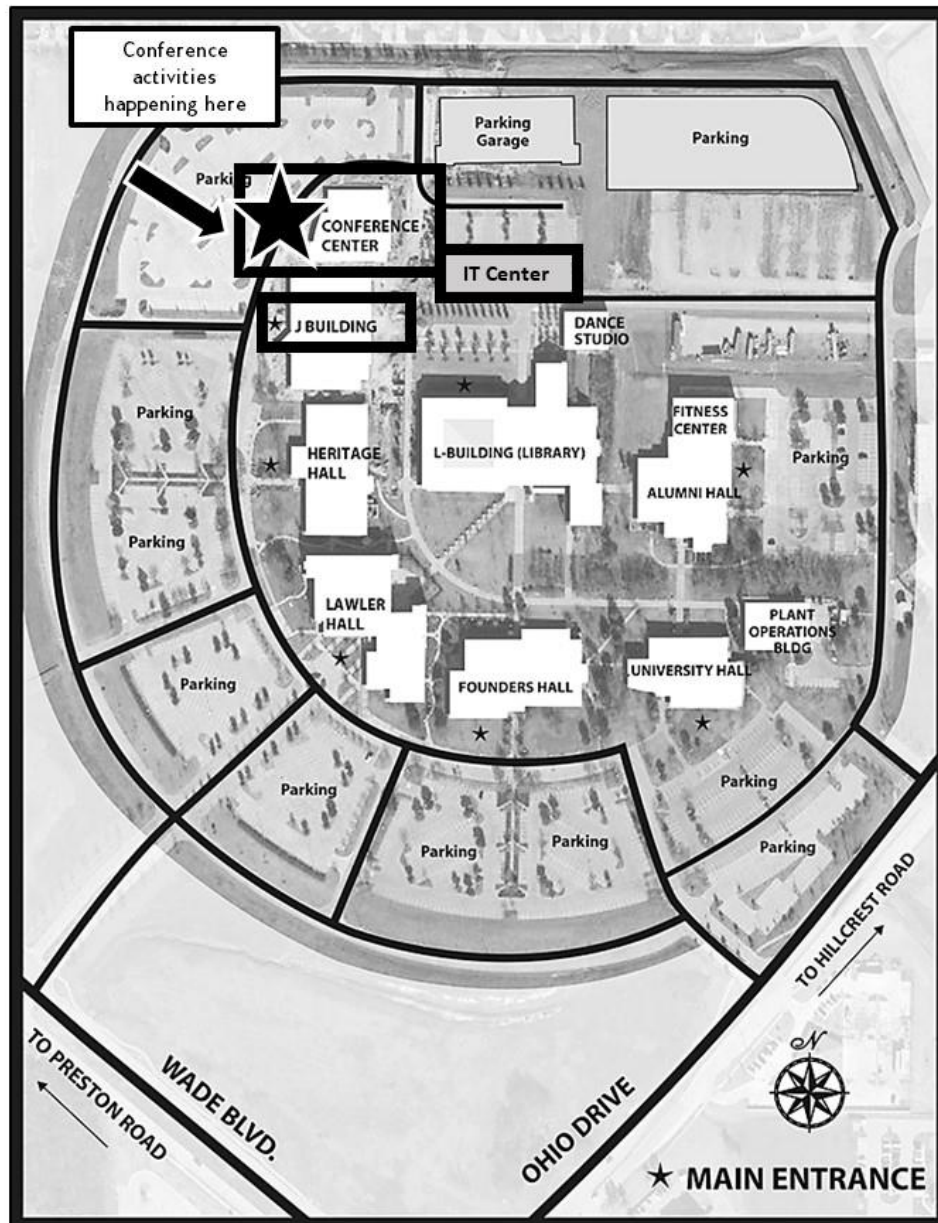 Conference
activities
happening here
Parking
Garage
Parking
Parking
CONFERENCE
CENTER
IT Center
J BUILDING
DANCE
STUDIO
Parking
HERITAGE
HALL
L-BUILDING (LIBRARY)
FITNESS
CENTER
ALUMNI HALL
Parking
Parking
LAWLER
HALL
PLANT
OPERATIONS
BLDG
FOUNDERS HALL
UNIVERSITY HALL
Parking
Parking
Parking
Parking
Parking
Parking
TO HILLCREST ROAD
TO PRESTON ROAD
WADE BLVD.
OHIO DRIVE
N
MAIN ENTRANCE